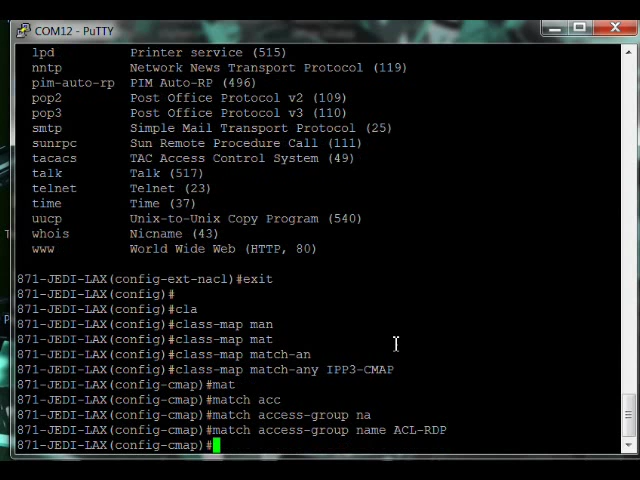 COM12 - PuTTY
lpd Printer service (515)
nntp Network News Transport Protocol (119)
pim-auto-rp PIM Auto-RP (496)
pop2 Post Office Protocol v2 (109)
pop3 Post Office Protocol v3 (110)
smtp Simple Mail Transport Protocol (25)
sunrpc Sun Remote Procedure Call (111)
tacacs TAC Access Control System (49)
talk Talk (517)
telnet Telnet (23)
time Time (37)
uucp Unix-to-Unix Copy Program (540)
whois Nicname (43)
www World Wide Web (HTTP, 80)
871-JEDI-LAX(config-ext-nacl)#exit
871-JEDI-LAX(config)#
871-JEDI-LAX(config)#cla
871-JEDI-LAX(config)#class-map man
871-JEDI-LAX(config)#class-map mat
871-JEDI-LAX(config)#class-map match-an
871-JEDI-LAX(config)#class-map match-any IPP3-CMAP
871-JEDI-LAX(config-cmap)#mat
871-JEDI-LAX(config-cmap)#match acc
871-JEDI-LAX(config-cmap)#match access-group na
871-JEDI-LAX(config-cmap)#match access-group name ACL-RDP
871-JEDI-LAX(config-cmap)#